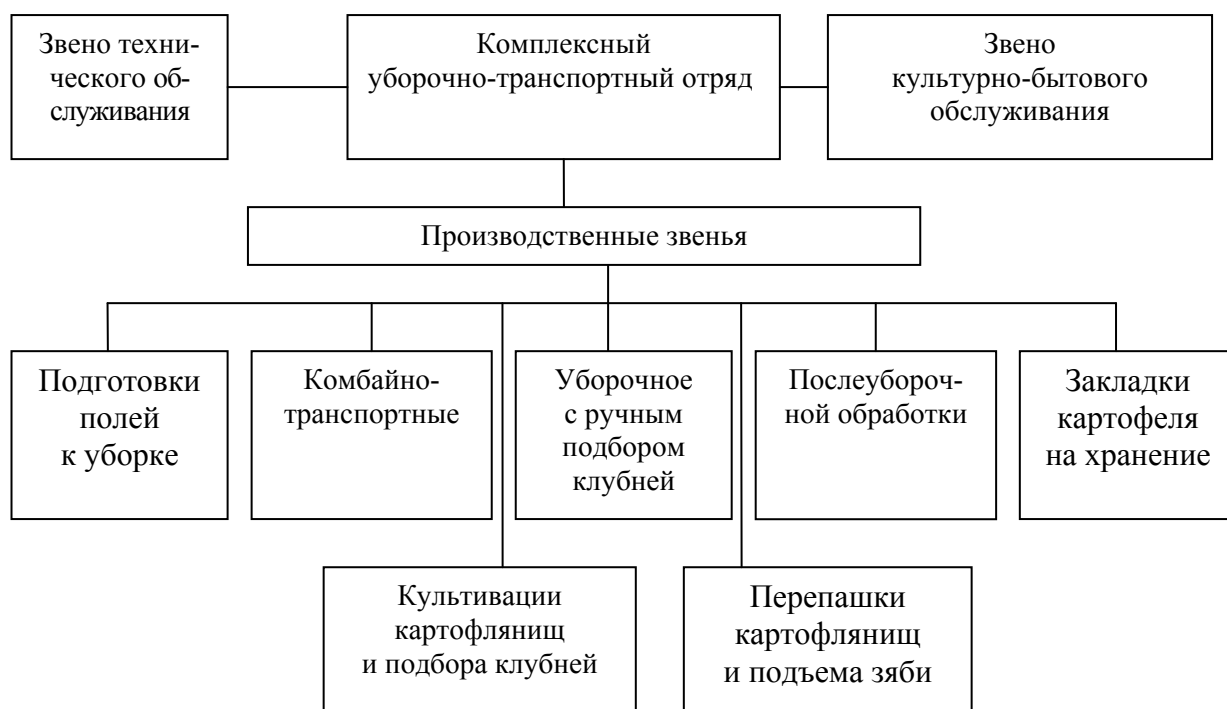 Звено техни-
ческого об-
служивания
Комплексный
уборочно-транспортный отряд
Звено
культурно-бытового
обслуживания
Производственные звенья
Подготовки
полей
к уборке
Комбайно-
транспортные
Уборочное
с ручным
подбором
клубней
Послеубороч-
ной обработки
Закладки
картофеля
на хранение
Культивации
картофлянищ
и подбора клубней
Перепашки
картофлянищ
и подъема зяби